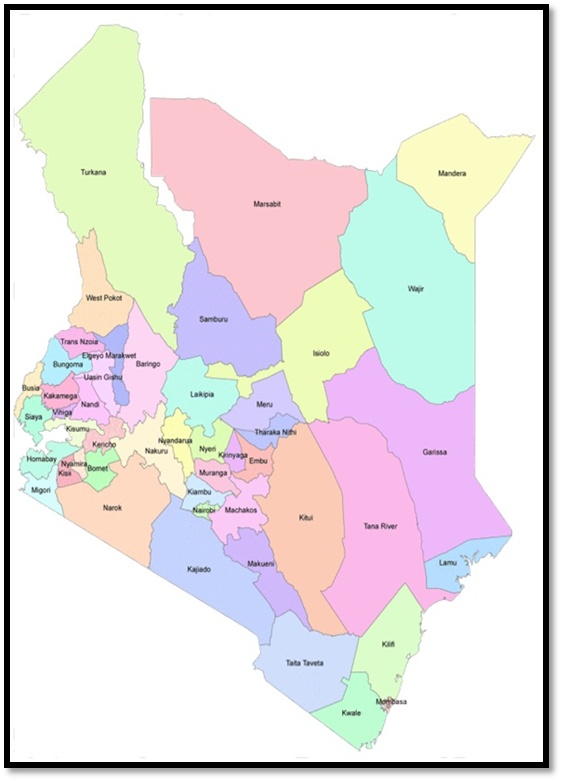 Turkana
Mandera
Marsabit
Wajir
West Pokot
Samburu
Trans Nzoia
Elgeyo Marakwet
Isiolo
Bungoma
Baringo
Uasin Gishu
Busia
Kakamega
Laikipia
Nandi
Meru
Vihiga
Siaya
Kisumu
Tharaka Nithi
Kericho
Nyandarua
Nakuru
Nyeri
Kirinyaga
Garissa
Homabay
Nyamira
Embu
Bomet
Kisii
Muranga
Migori
Kiambu
Narok
Nairobi
Machakos
Kitui
Tana River
Makueni
Lamu
Kajiado
Kilifi
Taita Taveta
Mombasa
Kwale